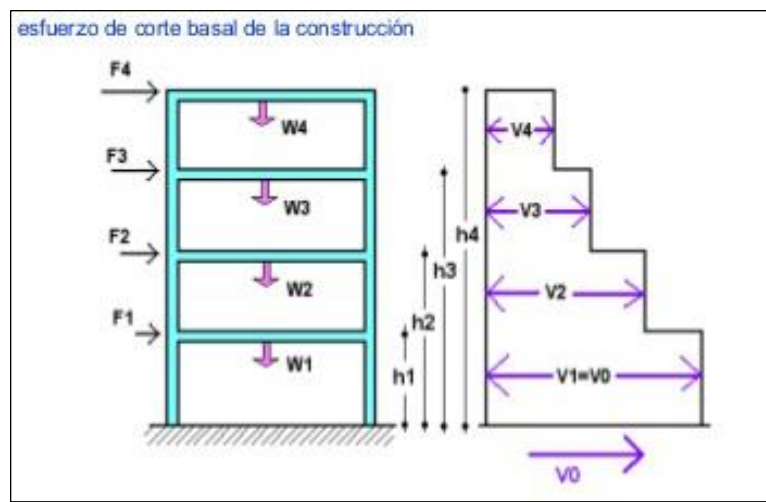 esfuerzo de corte basal de la construcción
F4
W4
F3
W3
F2
W2
F1
W1
h1
h2
h3
h4
V4
V3
V2
V1=V0
V0